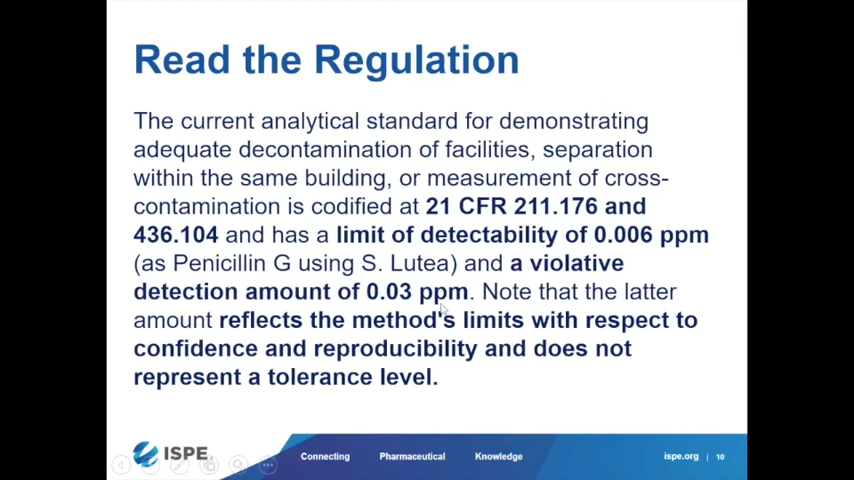 Read the Regulation
The current analytical standard for demonstrating
adequate decontamination of facilities, separation
within the same building, or measurement of cross-
contamination is codified at 21 CFR 211.176 and
436.104 and has a limit of detectability of 0.006 ppm
(as Penicillin G using S. Lutea) and a violative
detection amount of 0.03 ppm. Note that the latter
amount reflects the method's limits with respect to
confidence and reproducibility and does not
represent a tolerance level.
ISPE.
Connecting Pharmaceutical Knowledge
ispe.org | 10